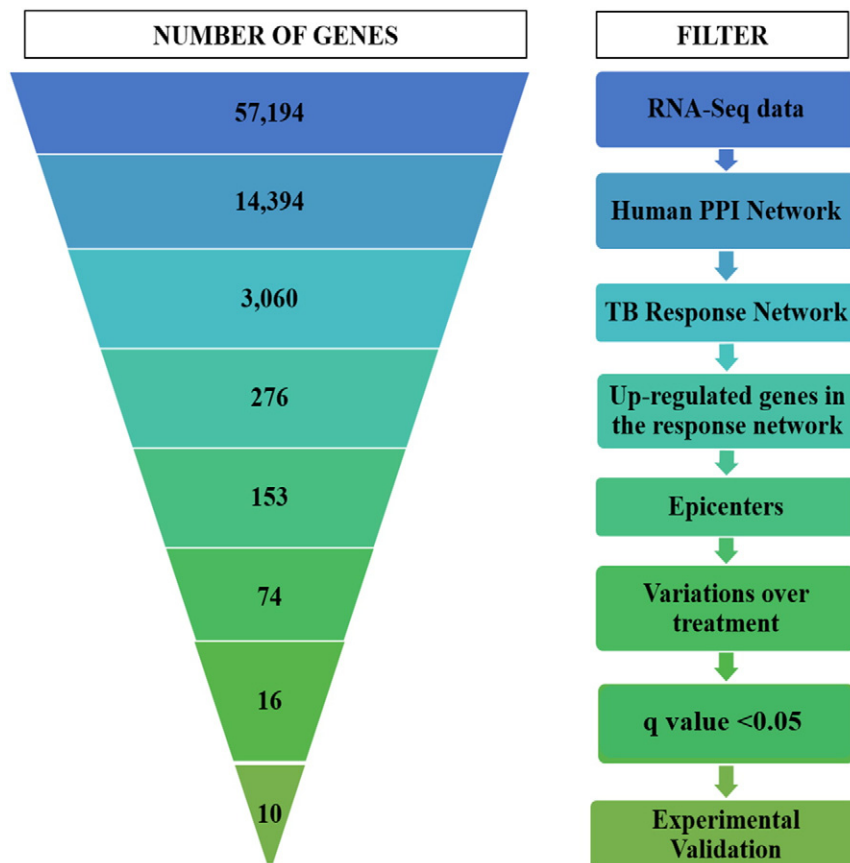 NUMBER OF GENES
FILTER
57,194
RNA-Seq data
14,394
Human PPI Network
3,060
TB Response Network
276
Up-regulated genes in
the response network
153
Epicenters
74
Variations over
treatment
16
q value <0.05
10
Experimental
Validation